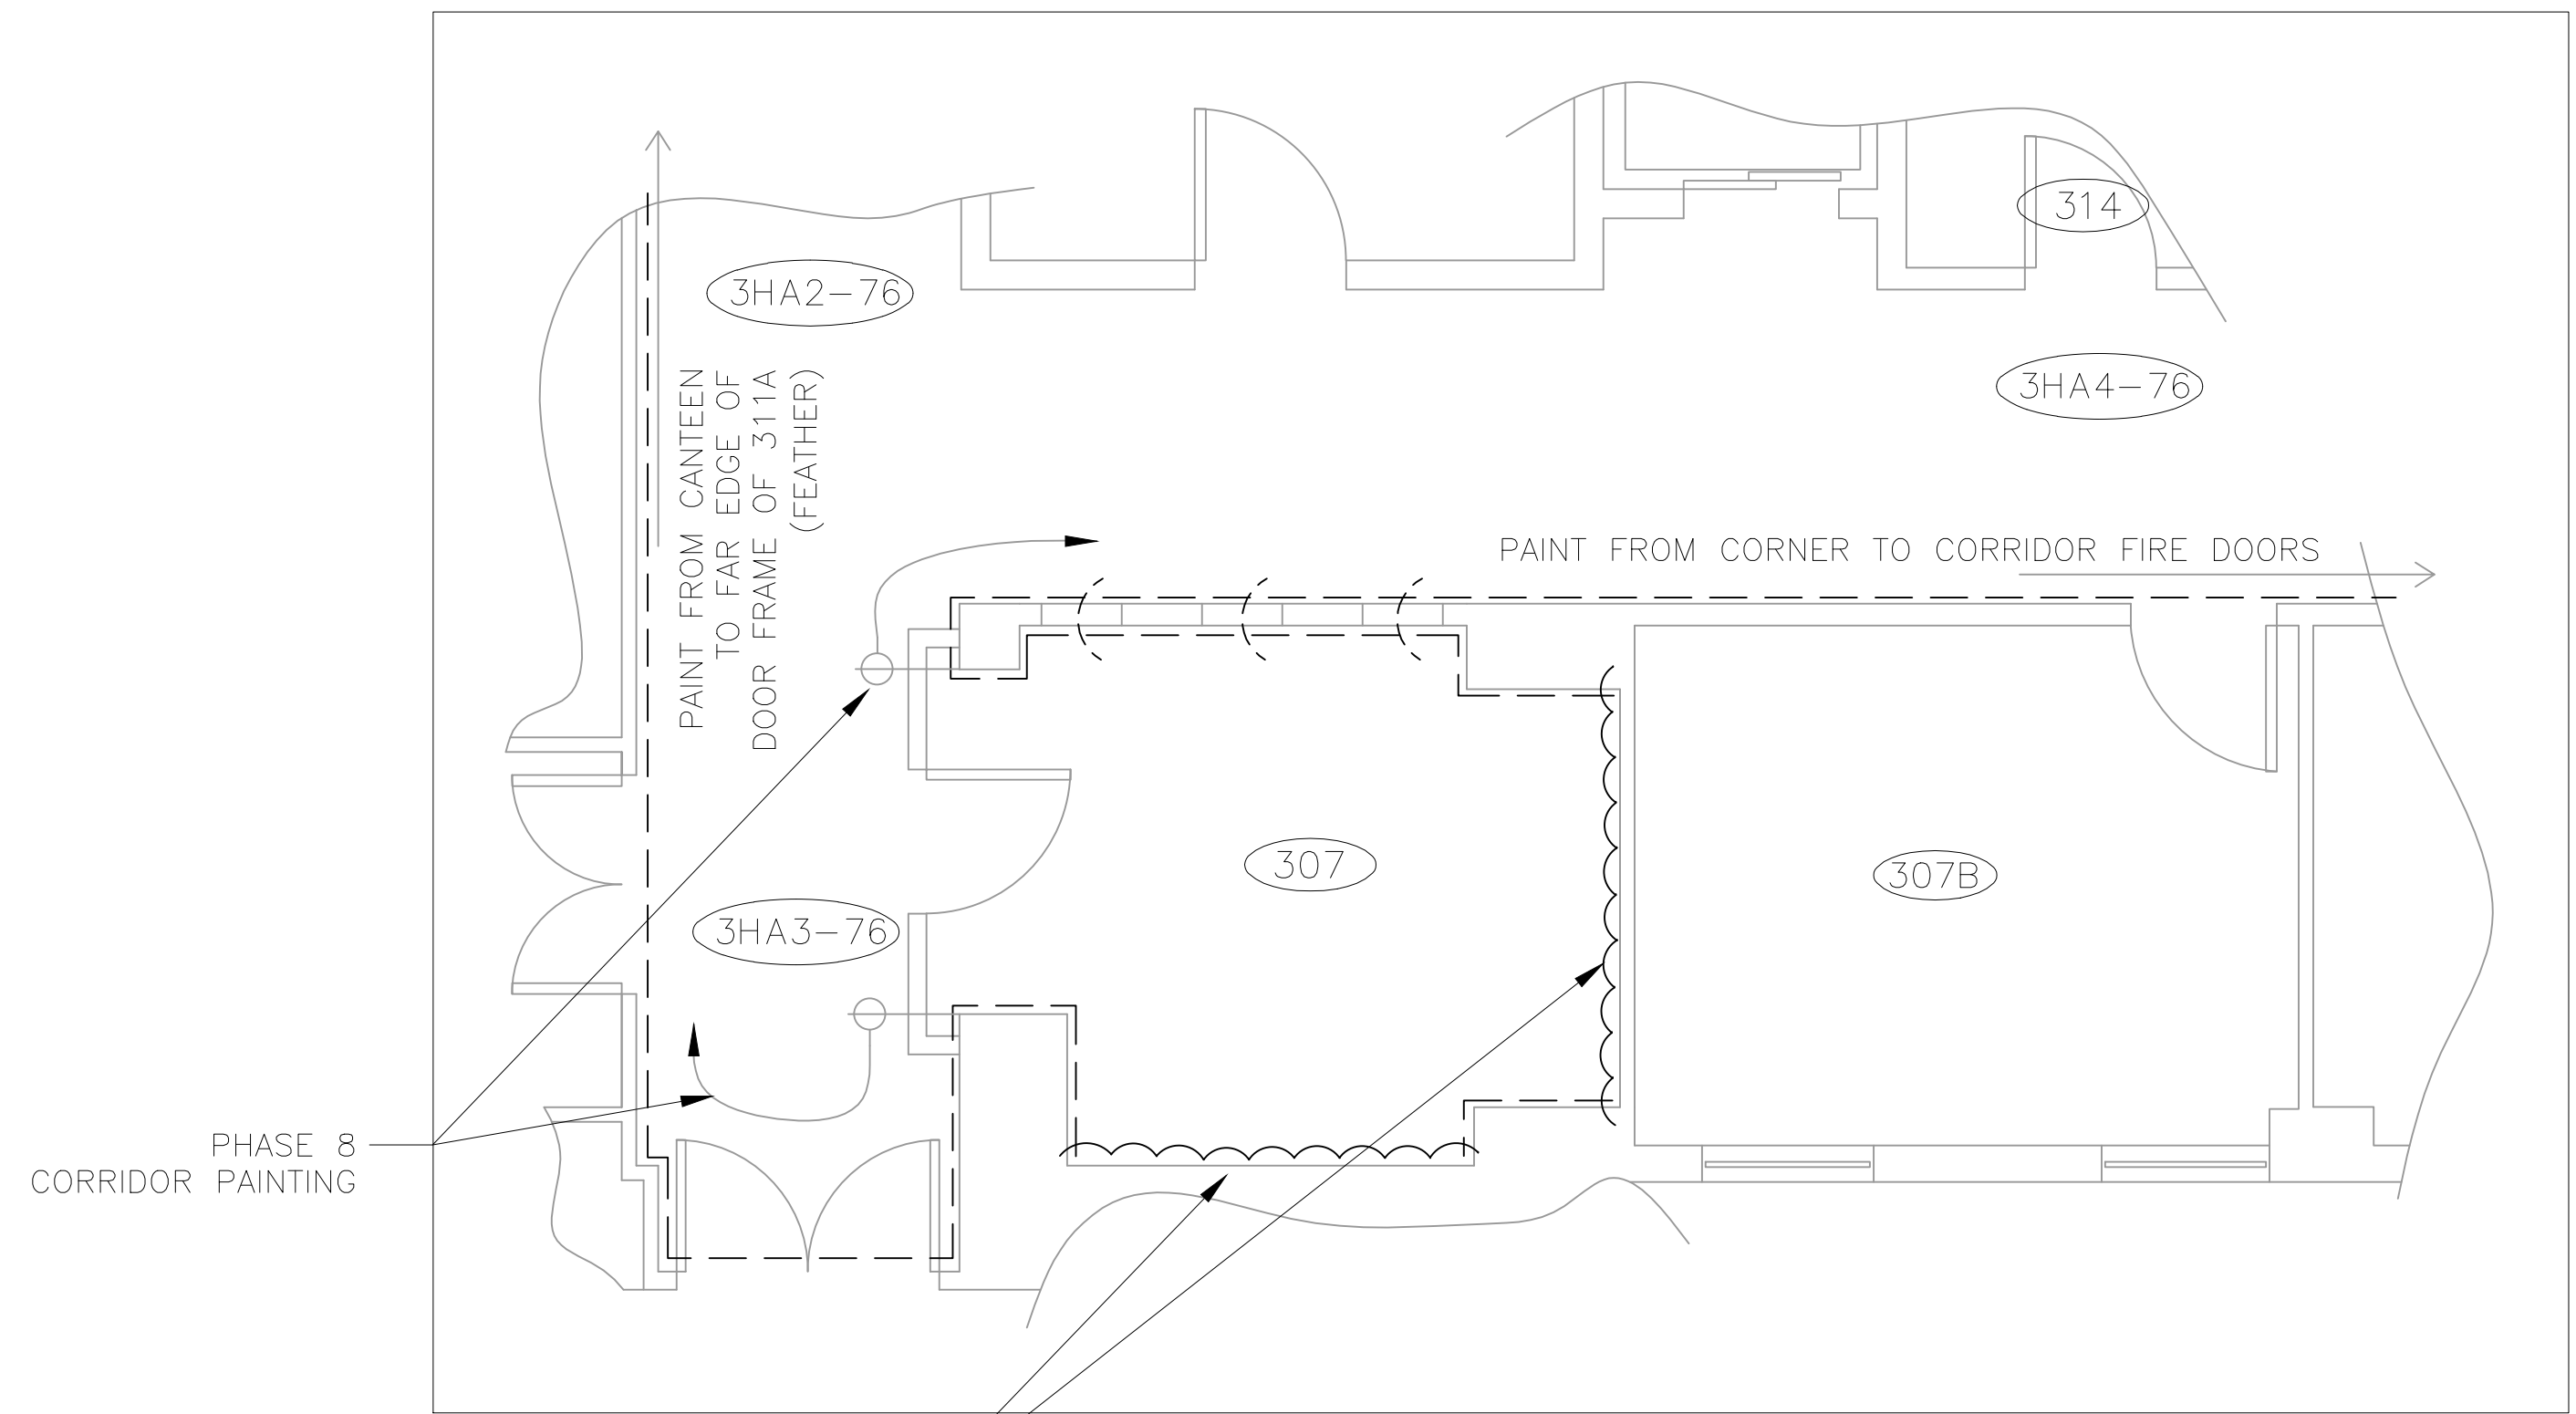 314
3HA2-76
3HA4-76
PAINT FROM CANTEEN
TO FAR EDGE OF
DOOR FRAME OF 311A
(FEATHER)
PAINT FROM CORNER TO CORRIDOR FIRE DOORS
307
307B
3HA3-76
PHASE 8
CORRIDOR PAINTING